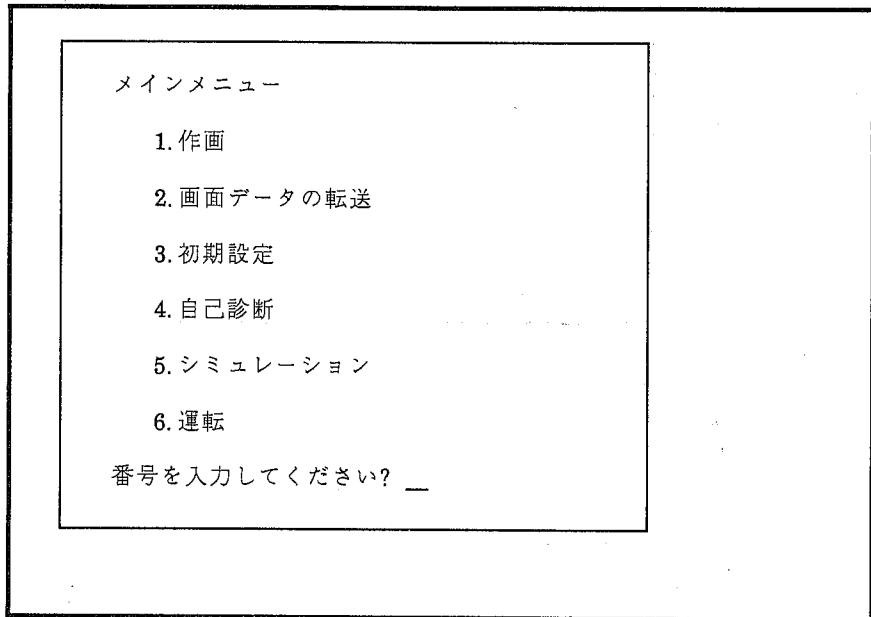 メインメニュー
1. 作画
2. 画面データの転送
3. 初期設定
4. 自己診断
5. シミュレーション
6. 運転
番号を入力してください? __